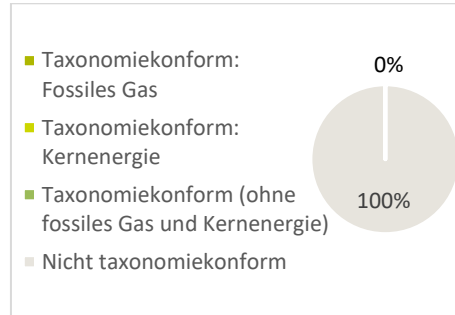 Taxonomiekonform:
Fossiles Gas
Taxonomiekonform:
Kernenergie
Taxonomiekonform (ohne
fossiles Gas und Kernenergie)
Nicht taxonomiekonform
0%
100%